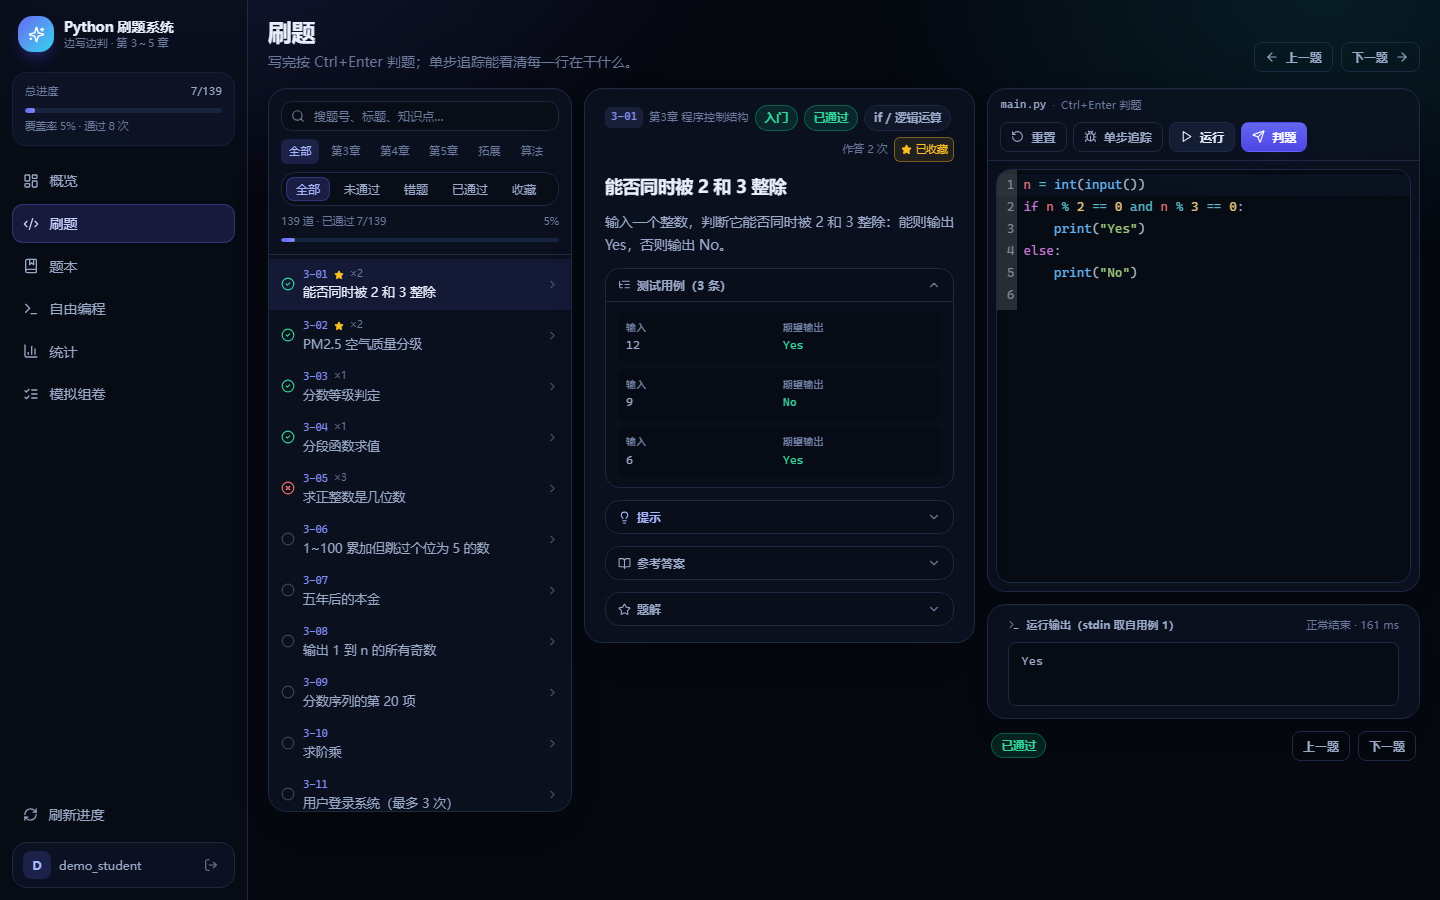 Python 刷题系统
边写边判 · 第 3 ~ 5 章
总进度 7/139
覆盖率 5% · 通过 8 次
概览
刷题
题本
自由编程
统计
模拟组卷
刷新进度
D demo_student
刷题
写完按 Ctrl+Enter 判题；单步追踪能看清每一行在干什么。
上一题 下一题
搜题号、标题、知识点...
全部 第3章 第4章 第5章 拓展 算法
全部 未通过 错题 已通过 收藏
139 道 · 已通过 7/139 5%
3-01 ×2
能否同时被 2 和 3 整除
3-02 ×2
PM2.5 空气质量分级
3-03 ×1
分数等级判定
3-04 ×1
分段函数求值
3-05 ×3
求正整数是几位数
3-06
1~100 累加但跳过个位为 5 的数
3-07
五年后的本金
3-08
输出 1 到 n 的所有奇数
3-09
分数序列的第 20 项
3-10
求阶乘
3-11
用户登录系统（最多 3 次）
3-01 第3章 程序控制结构 入门 已通过 if / 逻辑运算
作答 2 次 已收藏
能否同时被 2 和 3 整除
输入一个整数，判断它能否同时被 2 和 3 整除：能则输出
Yes，否则输出 No。
测试用例（3 条）
输入 期望输出
12 Yes
输入 期望输出
9 No
输入 期望输出
6 Yes
提示
参考答案
题解
main.py · Ctrl+Enter 判题
重置 单步追踪 运行 判题
1 n = int(input())
2 if n % 2 == 0 and n % 3 == 0:
3 print("Yes")
4 else:
5 print("No")
6
运行输出（stdin 取自用例 1） 正常结束 · 161 ms
Yes
已通过 上一题 下一题